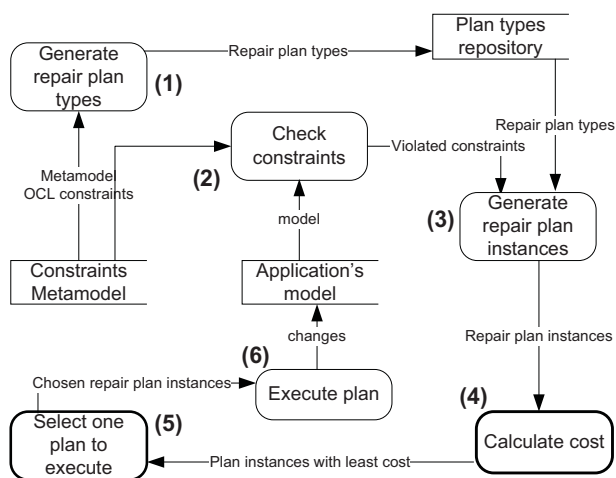 Generate
repair plan
types
(1)
Repair plan types
Plan types
repository
Check
constraints
(2)
Violated constraints
Repair plan types
Metamodel
OCL constraints
model
(3)
Generate
repair plan
instances
Constraints
Metamodel
Application's
model
changes
Repair plan instances
(6)
Chosen repair plan instances
Execute plan
(4)
Select one
plan to
execute
(5)
Calculate cost
Plan instances with least cost